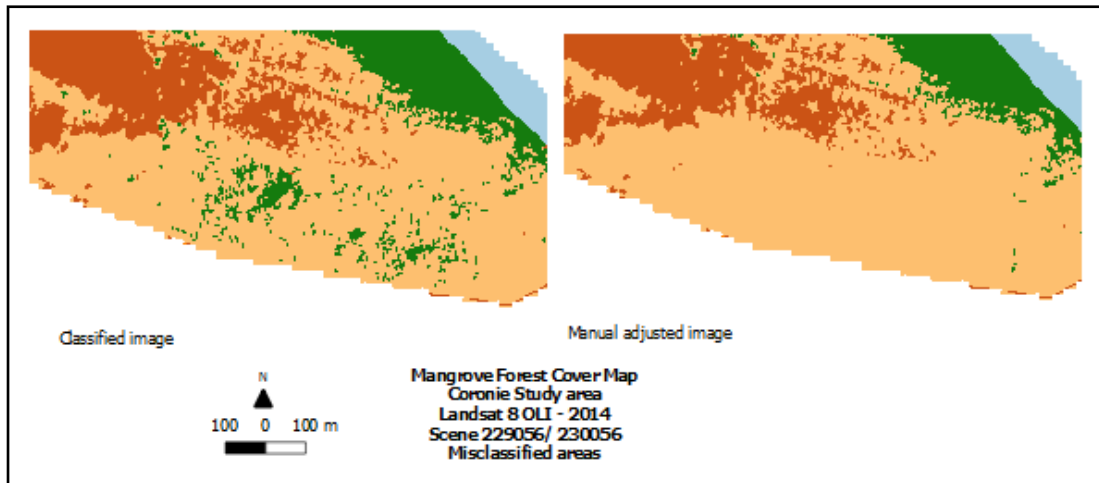 Classified image
Manual adjusted image
N
100 0 100 m
Mangrove Forest Cover Map
Coronie Study area
Landsat 8 OLI - 2014
Scene 229056/ 230056
Misclassified areas